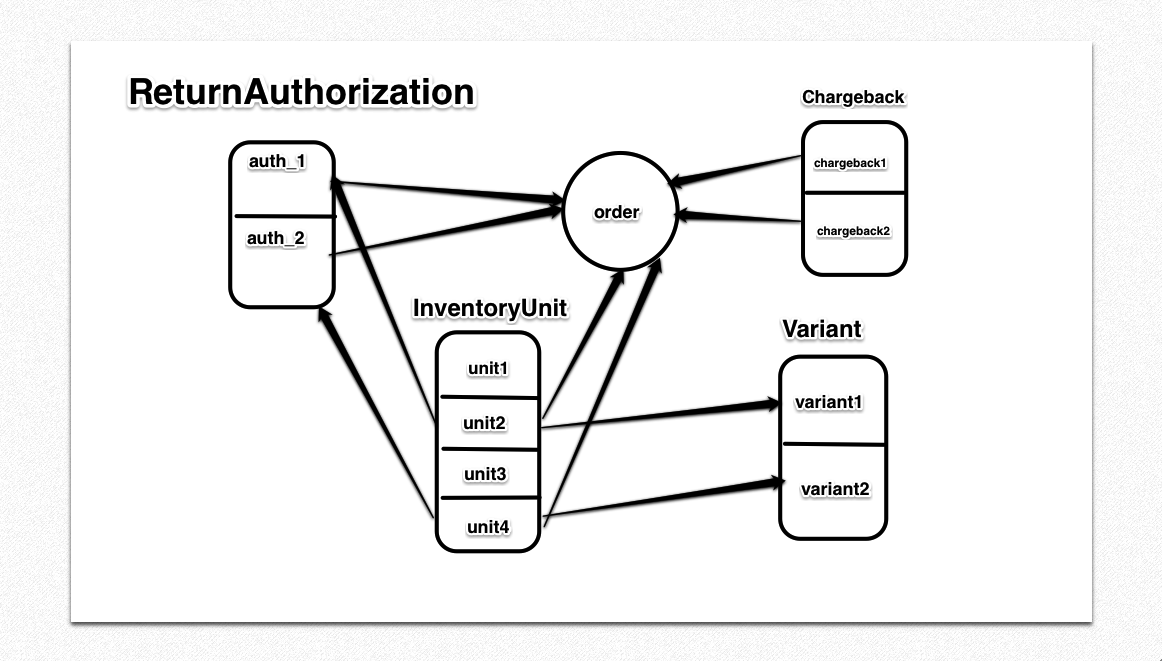 ReturnAuthorization
auth_1
auth_2
order
Chargeback
chargeback1
chargeback2
InventoryUnit
unit1
unit2
unit3
unit4
Variant
variant1
variant2